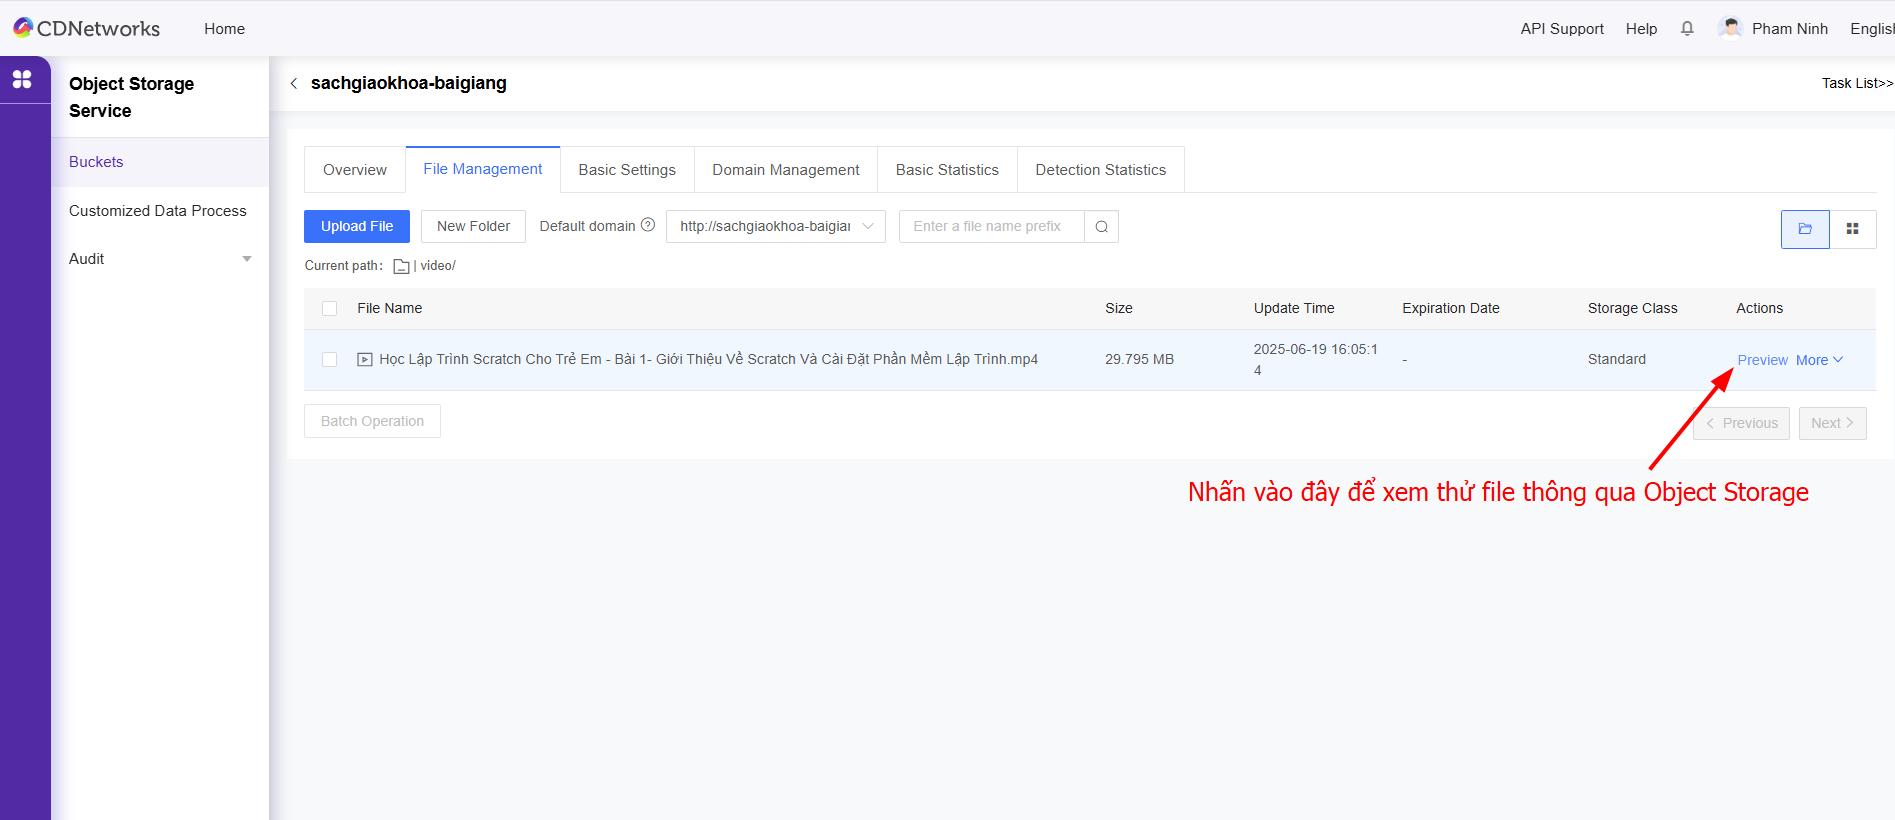 CDNetworks Home API Support Help Pham Ninh English
Object Storage
Service
Buckets
Customized Data Process
Audit
sachgiaokhoa-baigiang Task List>>
Overview File Management Basic Settings Domain Management Basic Statistics Detection Statistics
Upload File New Folder Default domain http://sachgiaokhoa-baigiar Enter a file name prefix
Current path: | video/
File Name Size Update Time Expiration Date Storage Class Actions
Học Lập Trình Scratch Cho Trẻ Em - Bài 1- Giới Thiệu Về Scratch Và Cài Đặt Phần Mềm Lập Trình.mp4 29.795 MB 2025-06-19 16:05:1 - Standard Preview More
4
Batch Operation Previous Next
Nhấn vào đây để xem thử file thông qua Object Storage